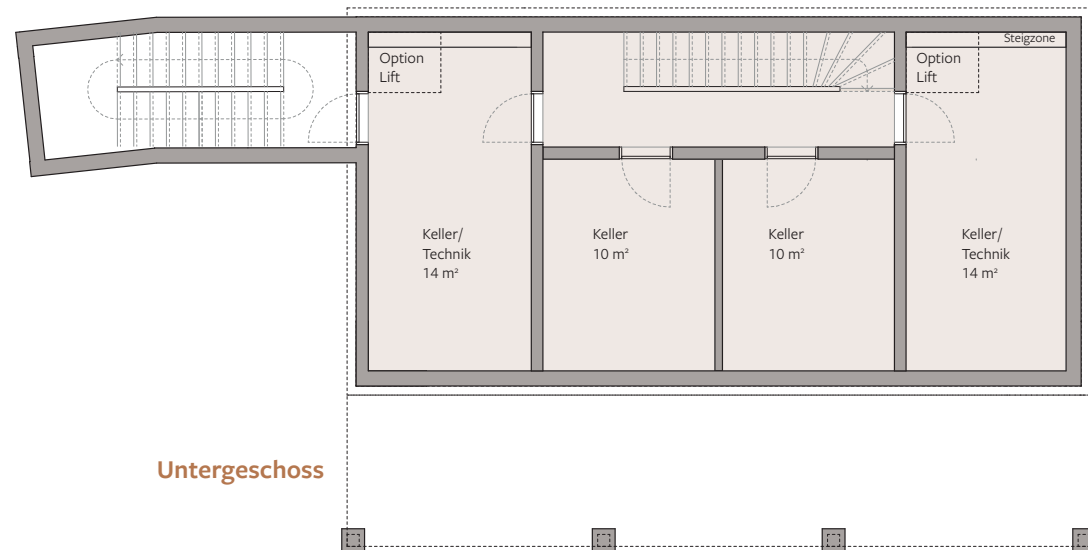 Option
Lift
Option
Lift
Steigzone
Keller/
Technik
14 m²
Keller
10 m²
Keller
10 m²
Keller/
Technik
14 m²
Untergeschoss